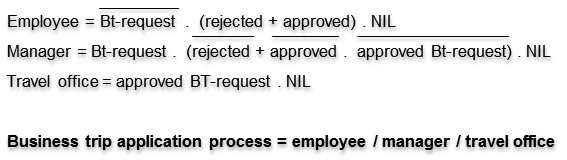 Employee = Bt-request . (rejected + approved) . NIL
Manager = Bt-request . (rejected + approved . approved Bt-request) . NIL
Travel office = approved BT-request . NIL
Business trip application process = employee / manager / travel office